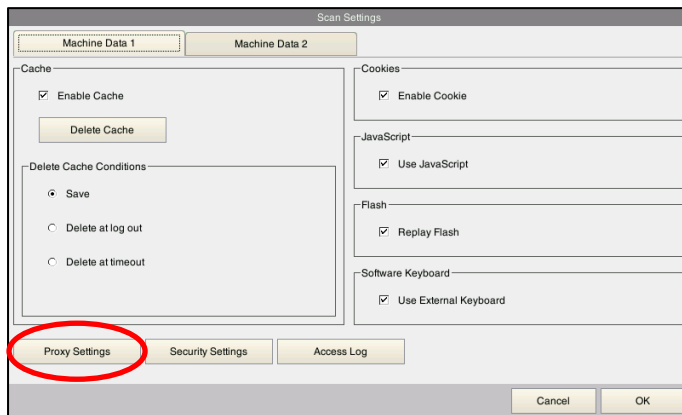 Scan Settings
Machine Data 1
Machine Data 2
Cache
Enable Cache
Delete Cache
Delete Cache Conditions
Save
Delete at log out
Delete at timeout
Cookies
Enable Cookie
JavaScript
Use JavaScript
Flash
Replay Flash
Software Keyboard
Use External Keyboard
Proxy Settings
Security Settings
Access Log
Cancel
OK